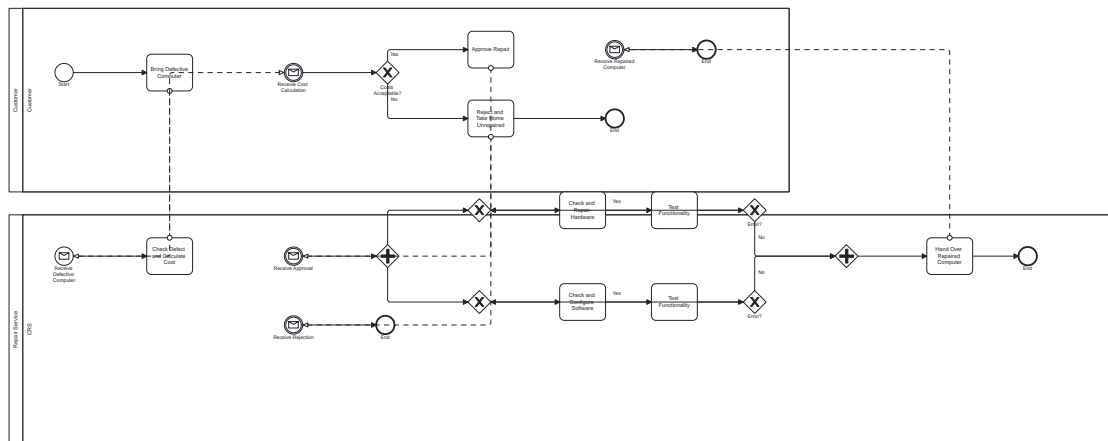 Customer
Customer
Start
Bring Defective
Computer
Receive Cost
Calculation
Costs
Acceptable?
Yes
No
Approve Repair
Reject and
Take Home
Unrepaired
End
Receive Repaired
Computer
End
Repair Service
CRS
Receive
Defective
Computer
Check Defect
and Calculate
Cost
Receive Approval
Receive Rejection
End
Check and
Repair
Hardware
Yes
Test
Functionality
Error?
No
Check and
Configure
Software
Yes
Test
Functionality
Error?
No
Hand Over
Repaired
Computer
End